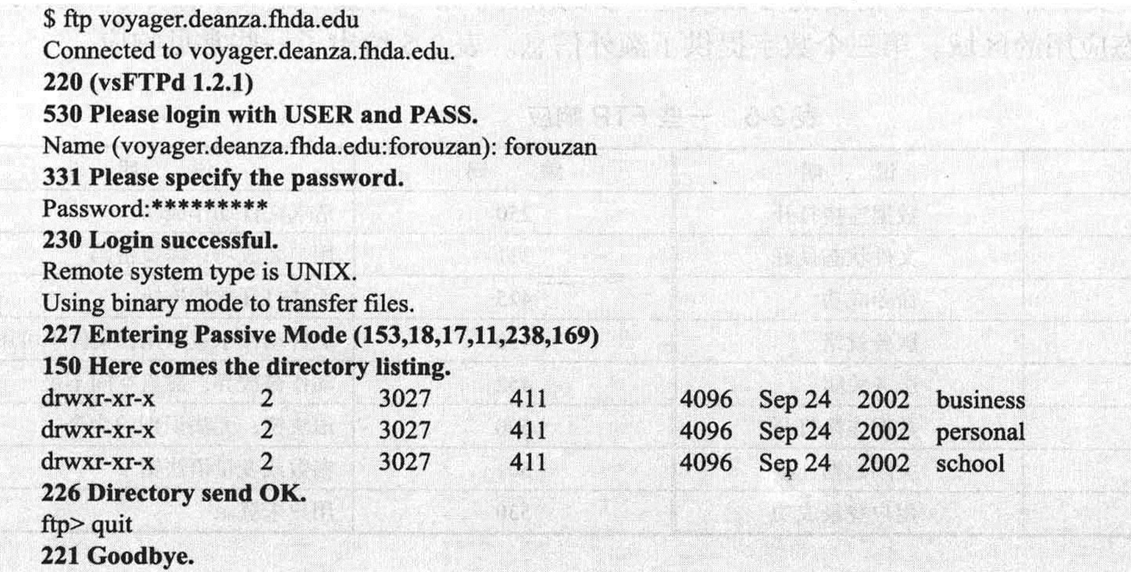 $ ftp voyager.deanza.fhda.edu
Connected to voyager.deanza.fhda.edu.
220 (vsFTPd 1.2.1)
530 Please login with USER and PASS.
Name (voyager.deanza.fhda.edu:forouzan): forouzan
331 Please specify the password.
Password:*********
230 Login successful.
Remote system type is UNIX.
Using binary mode to transfer files.
227 Entering Passive Mode (153,18,17,11,238,169)
150 Here comes the directory listing.
drwxr-xr-x 2 3027 411 4096 Sep 24 2002 business
drwxr-xr-x 2 3027 411 4096 Sep 24 2002 personal
drwxr-xr-x 2 3027 411 4096 Sep 24 2002 school
226 Directory send OK.
ftp> quit
221 Goodbye.